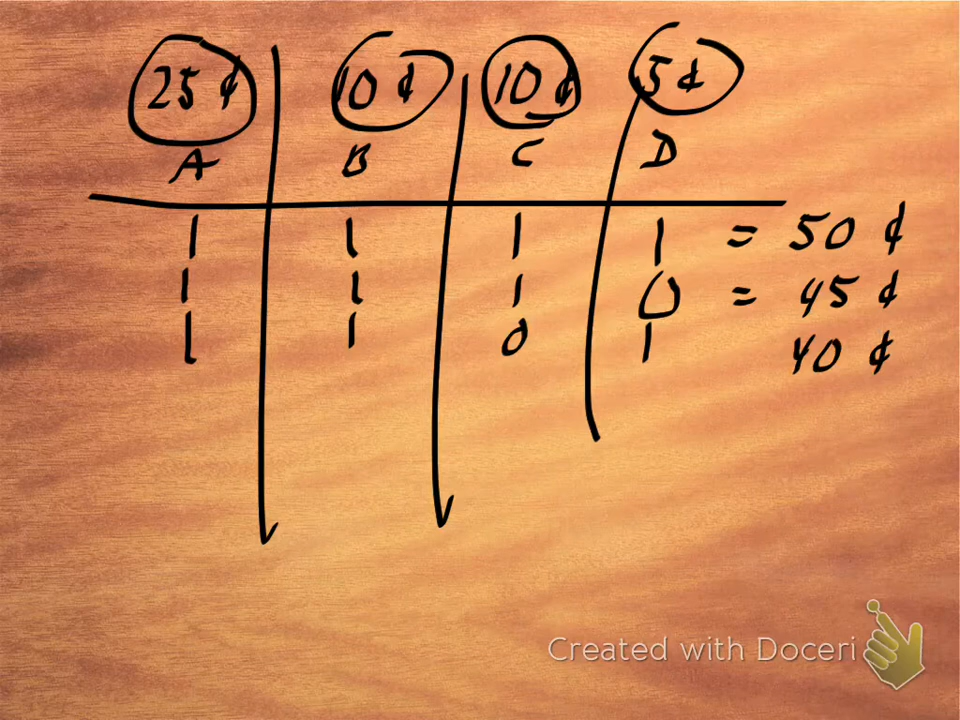 25 ¢ 10 ¢ 10 ¢ 5 ¢
A B C D
1 1 1 1 = 50 ¢
1 1 1 0 = 45 ¢
1 1 0 1 40 ¢
Created with Doceri